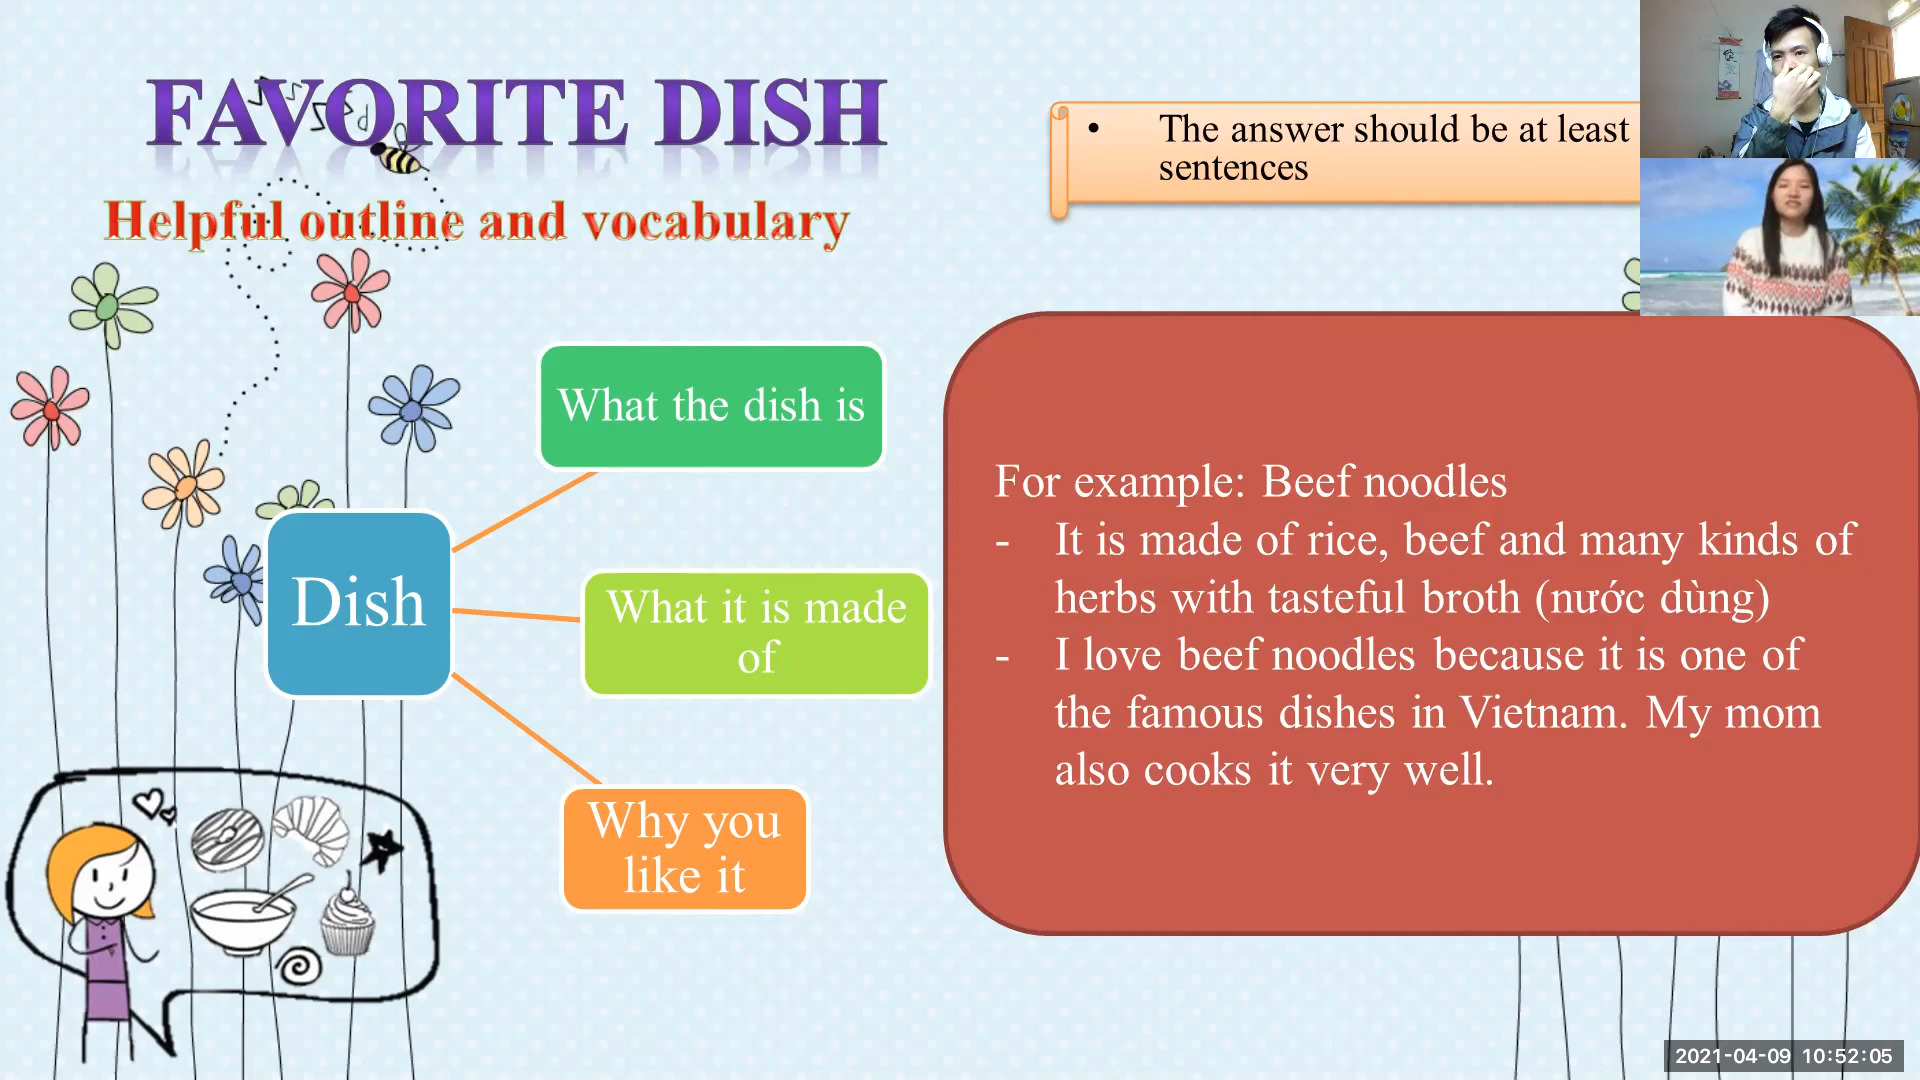 FAVORITE DISH
Helpful outline and vocabulary
• The answer should be at least
sentences
What the dish is
Dish
What it is made
of
Why you
like it
For example: Beef noodles
- It is made of rice, beef and many kinds of
herbs with tasteful broth (nước dùng)
- I love beef noodles because it is one of
the famous dishes in Vietnam. My mom
also cooks it very well.
2021-04-09 10:52:05